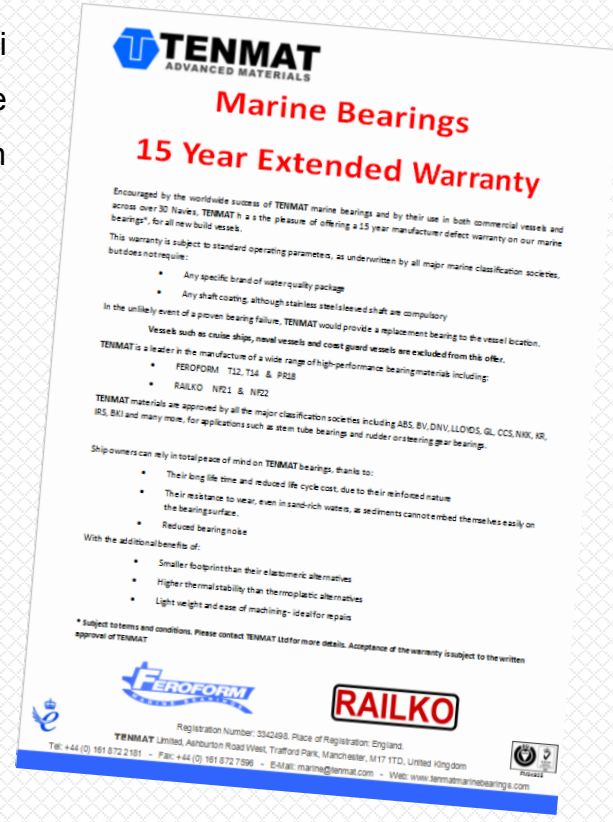 i
e
n
TENMAT
ADVANCED MATERIALS
Marine Bearings
15 Year Extended Warranty
Encouraged by the worldwide success of TENMAT marine bearings and by their use in both commercial vessels and
across over 30 Navies, TENMAT h a s the pleasure of offering a 15 year manufacturer defect warranty on our marine
bearings*, for all new build vessels.
This warranty is subject to standard operating parameters, as underwritten by all major marine classification societies,
but does not require:
• Any specific brand of water quality package
• Any shaft coating, although stainless steel sleeved shaft are compulsory
In the unlikely event of a proven bearing failure, TENMAT would provide a replacement bearing to the vessel location.
Vessels such as cruise ships, naval vessels and coast guard vessels are excluded from this offer.
TENMAT is a leader in the manufacture of a wide range of high-performance bearing materials including:
• FEROFORM T12, T14 & PR18
• RAILKO NF21 & NF22
TENMAT materials are approved by all the major classification societies including ABS, BV, DNV, LLOYDS, GL, CCS, NKK, KR,
IRS, BKI and many more, for applications such as stern tube bearings and rudder or steering gear bearings.
Ship owners can rely in total peace of mind on TENMAT bearings, thanks to:
• Their long life time and reduced life cycle cost, due to their reinforced nature
• Their resistance to wear, even in sand-rich waters, as sediments cannot embed themselves easily on
the bearing surface.
• Reduced bearing noise
With the additional benefits of:
• Smaller footprint than their elastomeric alternatives
• Higher thermal stability than thermoplastic alternatives
• Light weight and ease of machining - ideal for repairs
* Subject to terms and conditions. Please contact TENMAT Ltd for more details. Acceptance of the warranty is subject to the written
approval of TENMAT
FEROFORM
MARINE BEARINGS
RAILKO
Registration Number: 3342498. Place of Registration: England.
TENMAT Limited, Ashburton Road West, Trafford Park, Manchester, M17 1TD, United Kingdom
Tel: +44 (0) 161 872 2181 - Fax: +44 (0) 161 872 7596 - E-Mail: marine@tenmat.com - Web: www.tenmatmarinebearings.com